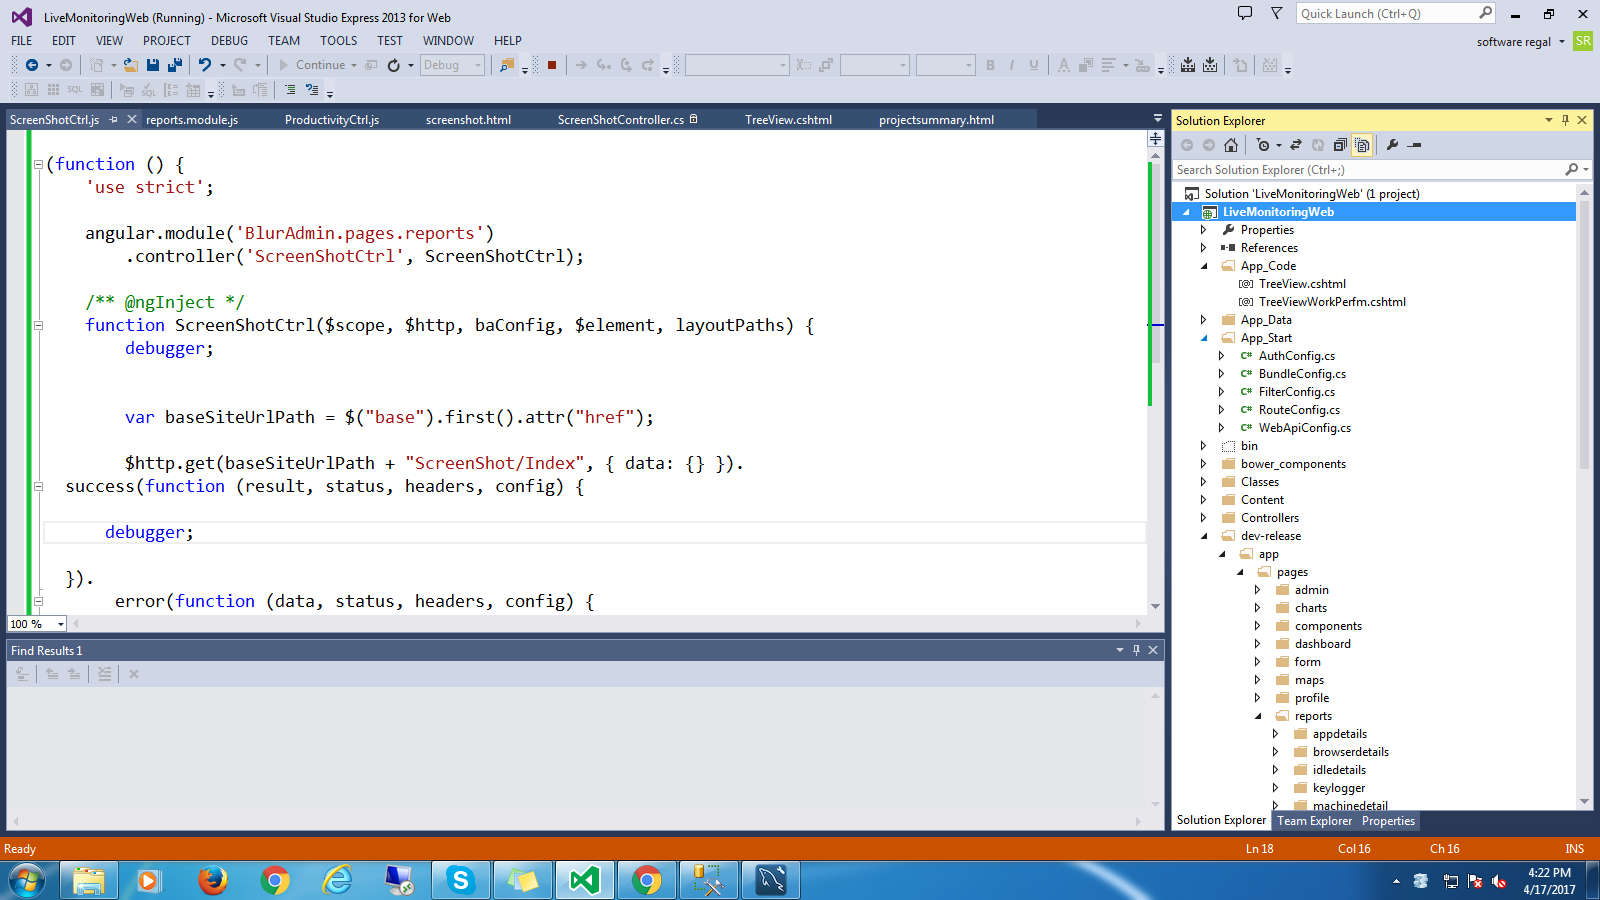 LiveMonitoringWeb (Running) - Microsoft Visual Studio Express 2013 for Web
Quick Launch (Ctrl+Q)
FILE EDIT VIEW PROJECT DEBUG TEAM TOOLS TEST WINDOW HELP
software regal SR
Continue Debug
B I U A
SQL SQL
ScreenShotCtrl.js reports.module.js ProductivityCtrl.js screenshot.html ScreenShotController.cs TreeView.cshtml projectsummary.html
(function () {
'use strict';
angular.module('BlurAdmin.pages.reports')
.controller('ScreenShotCtrl', ScreenShotCtrl);
/** @ngInject */
function ScreenShotCtrl($scope, $http, baConfig, $element, layoutPaths) {
debugger;
var baseSiteUrlPath = $("base").first().attr("href");
$http.get(baseSiteUrlPath + "ScreenShot/Index", { data: {} }).
success(function (result, status, headers, config) {
debugger;
}).
error(function (data, status, headers, config) {
100 %
Find Results 1
Solution Explorer
Search Solution Explorer (Ctrl+;)
Solution 'LiveMonitoringWeb' (1 project)
LiveMonitoringWeb
Properties
References
App_Code
TreeView.cshtml
TreeViewWorkPerfm.cshtml
App_Data
App_Start
C# AuthConfig.cs
C# BundleConfig.cs
C# FilterConfig.cs
C# RouteConfig.cs
C# WebApiConfig.cs
bin
bower_components
Classes
Content
Controllers
dev-release
app
pages
admin
charts
components
dashboard
form
maps
profile
reports
appdetails
browserdetails
idledetails
keylogger
machinedetail
Solution Explorer Team Explorer Properties
Ready Ln 18 Col 16 Ch 16 INS
4:22 PM
4/17/2017